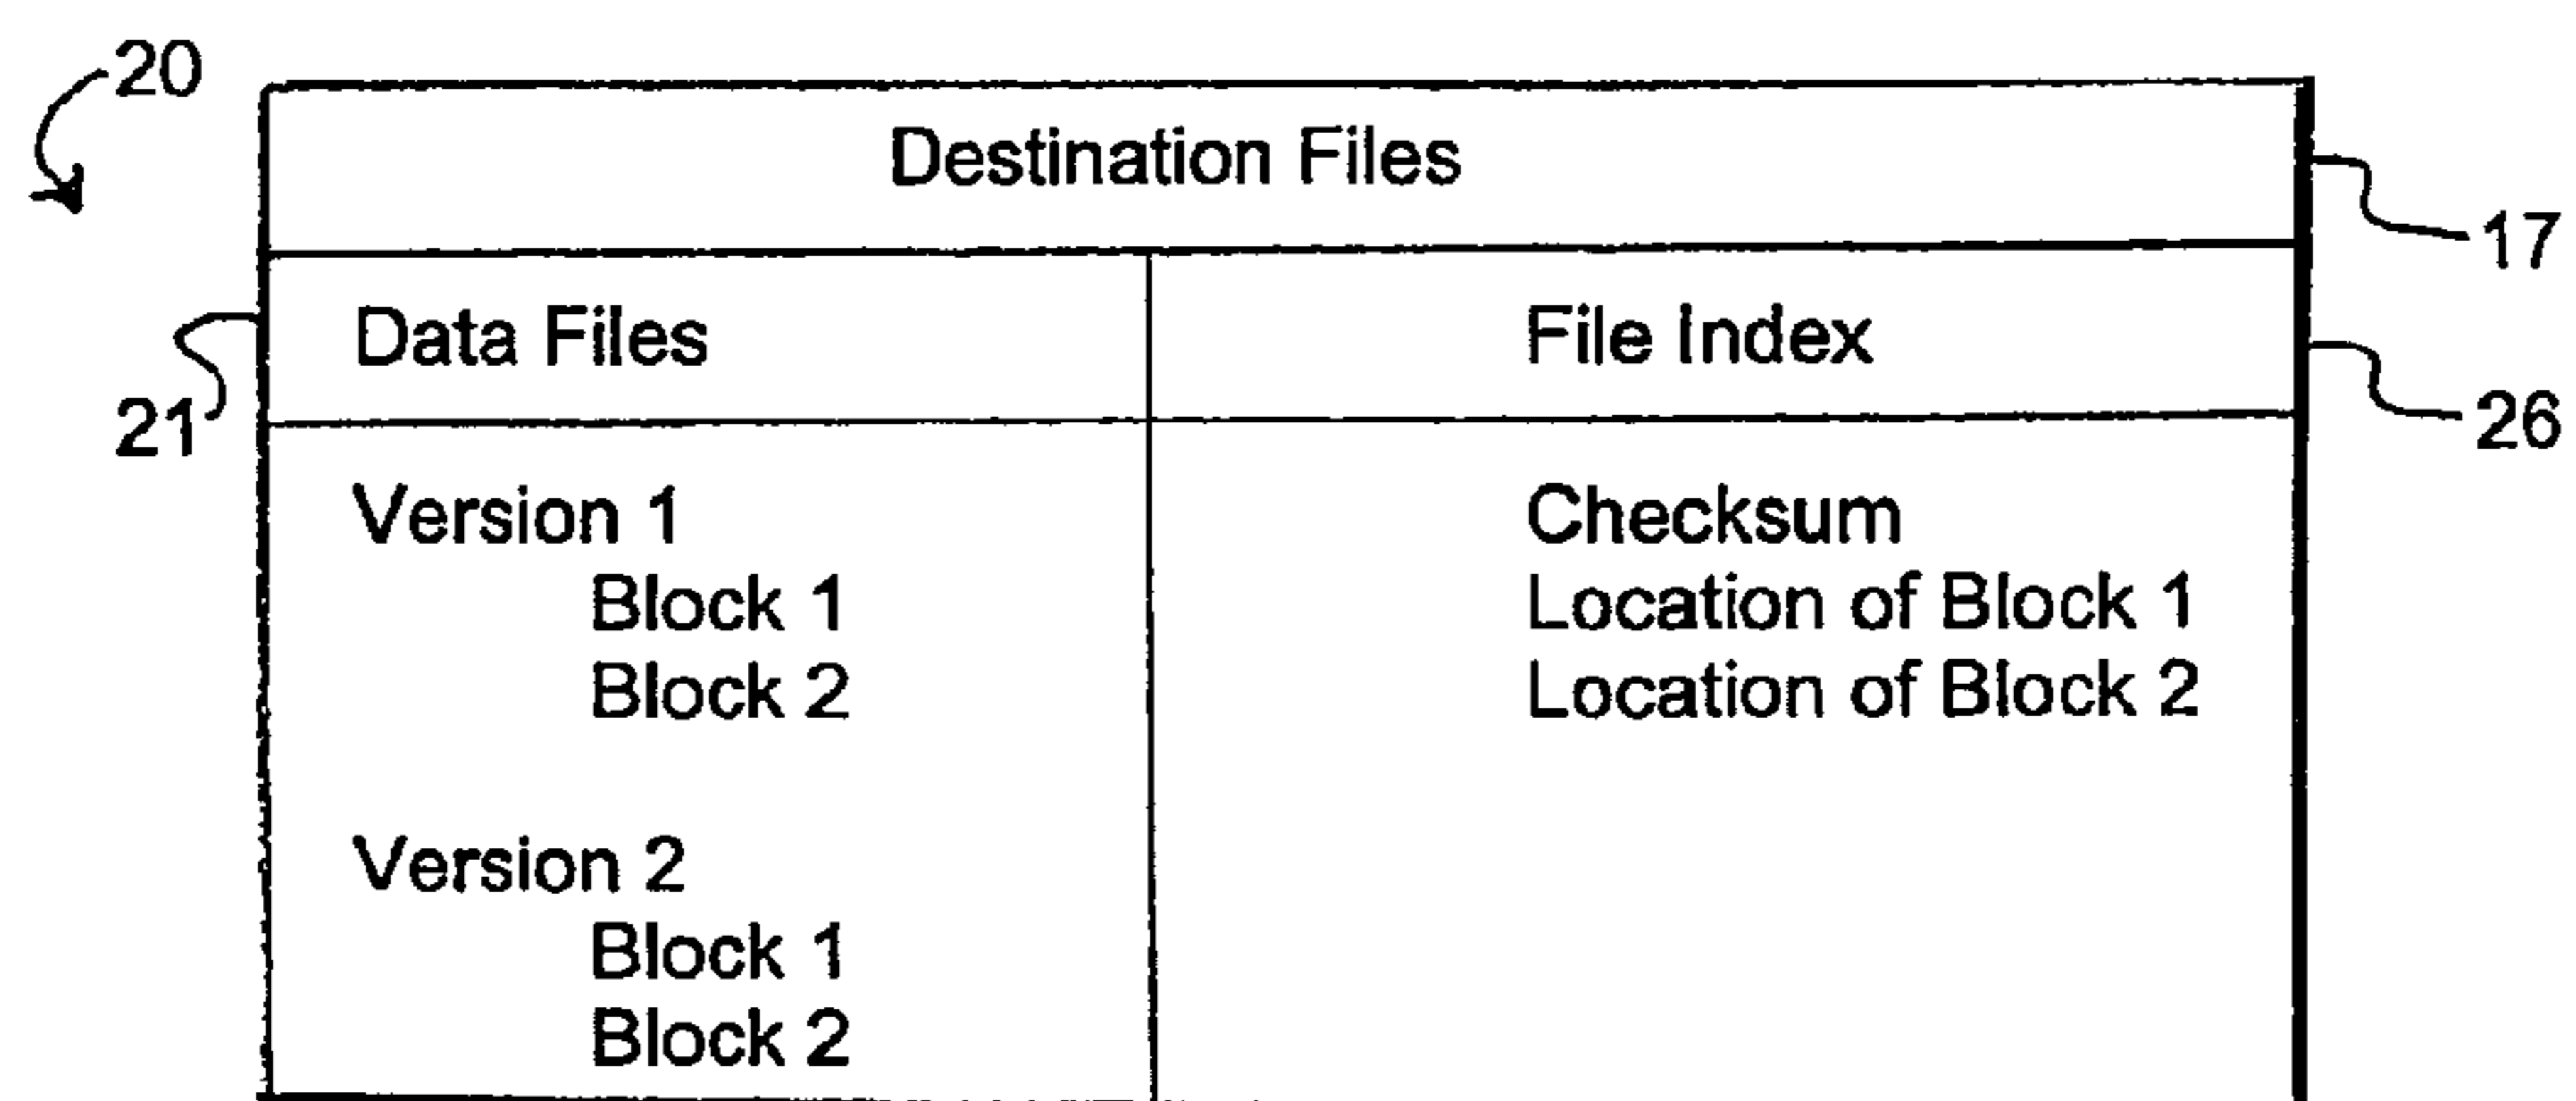 20
Destination Files
17
Data Files
File Index
21
26
Version 1
Checksum
Block 1
Location of Block 1
Block 2
Location of Block 2
Version 2
Block 1
Block 2